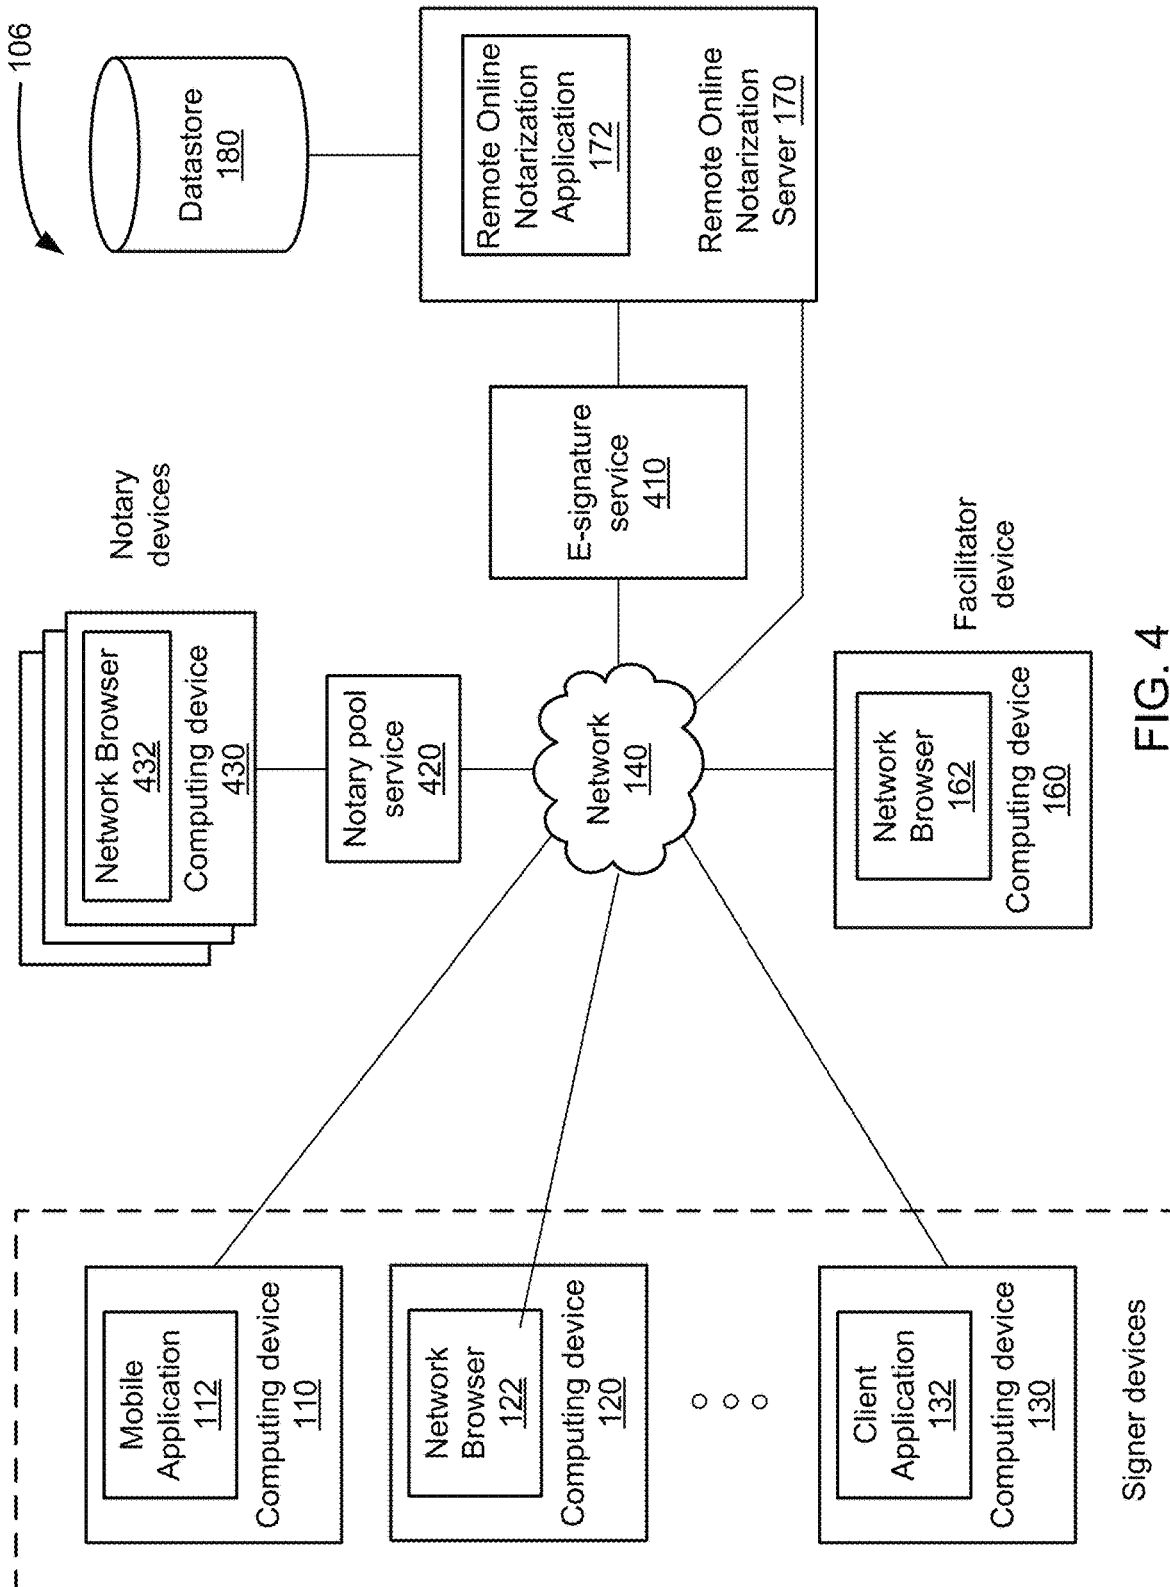 106
Datastore
180
Remote Online
Notarization
Application
172
Remote Online
Notarization
Server 170
E-signature
service
410
Notary
devices
Network Browser
432
Computing device
430
Notary pool
service
420
Network
140
Facilitator
device
Network
Browser
162
Computing device
160
Mobile
Application
112
Computing device
110
Network
Browser
122
Computing device
120
Client
Application
132
Computing device
130
Signer devices
FIG. 4